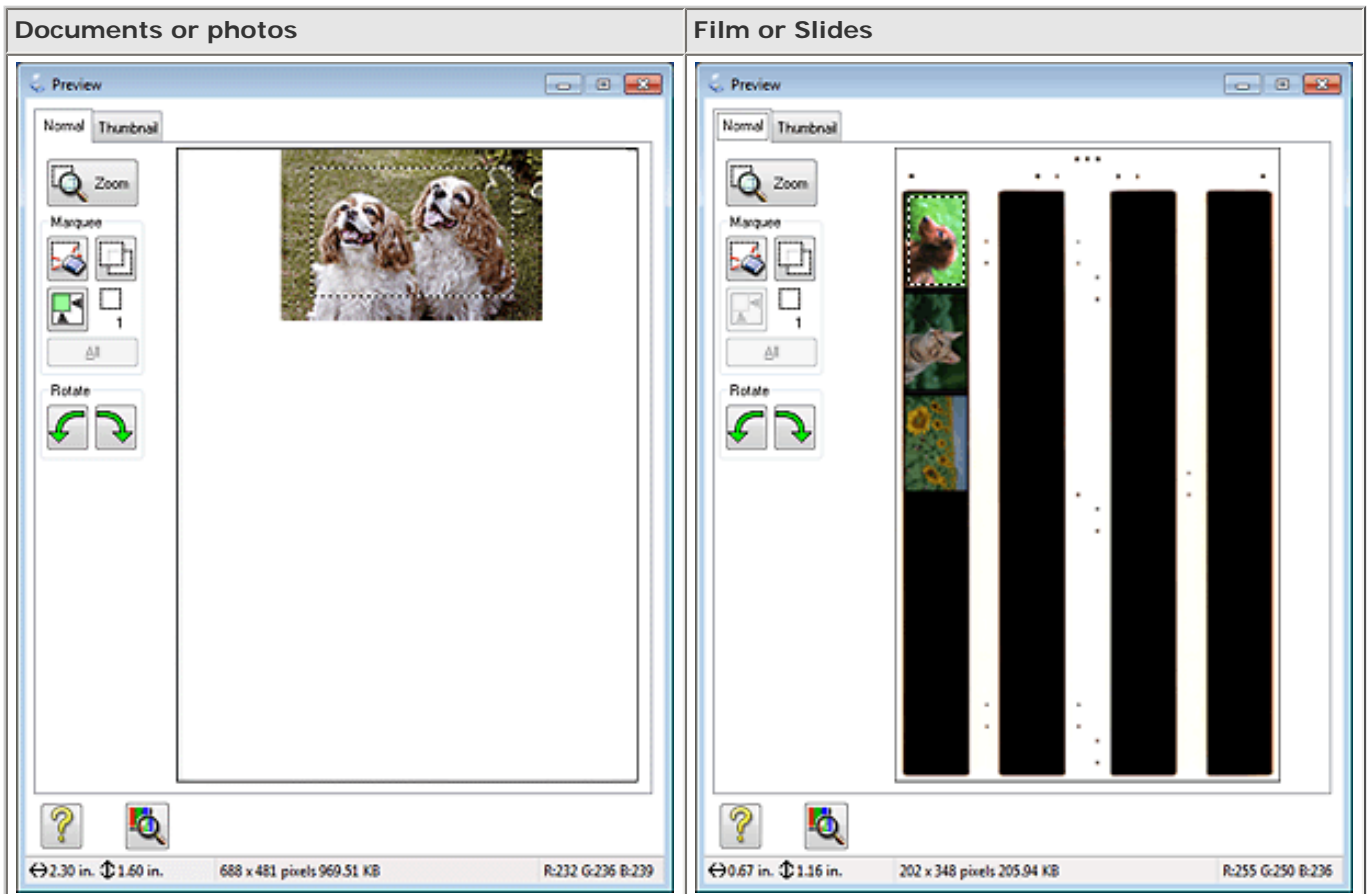 Documents or photos
Film or Slides
Preview
Normal Thumbnail
Zoom
Marquee
1
All
Rotate
2.30 in. 1.60 in. 688 x 481 pixels 969.51 KB R:232 G:236 B:239
Preview
Normal Thumbnail
Zoom
Marquee
1
All
Rotate
0.67 in. 1.16 in. 202 x 348 pixels 205.94 KB R:255 G:250 B:236